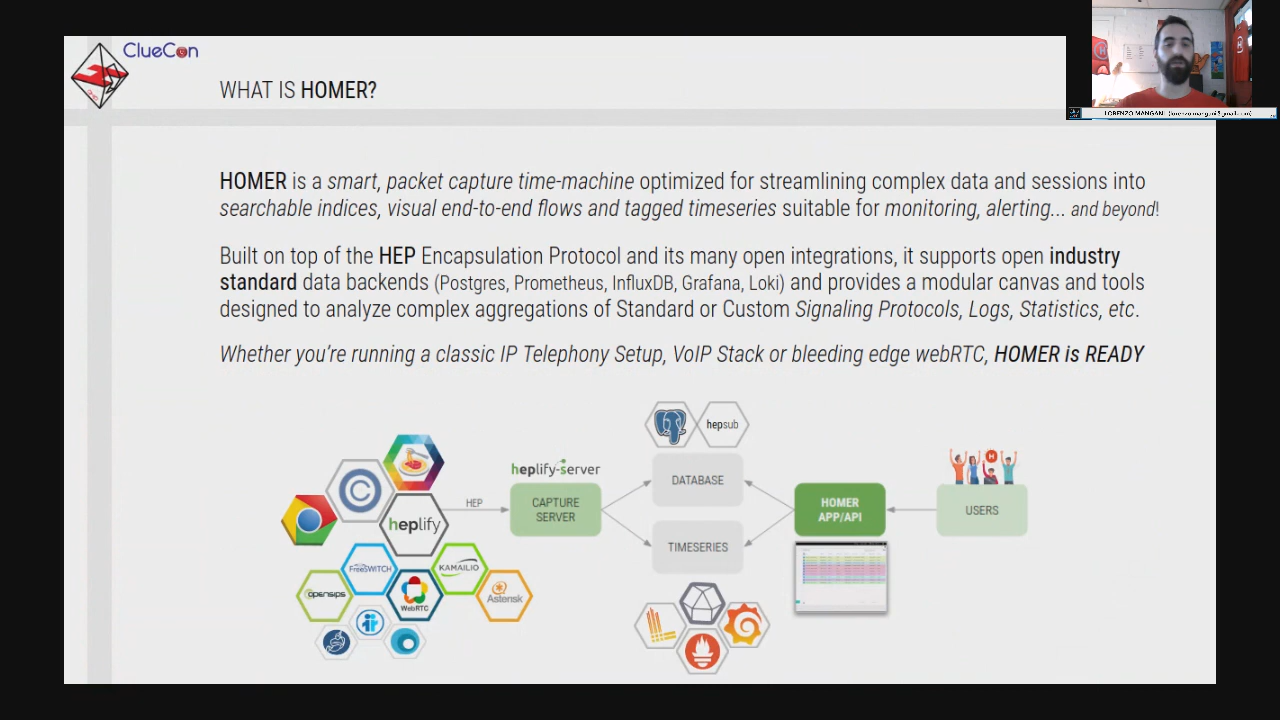 ClueCon
WHAT IS HOMER?
HOMER is a smart, packet capture time-machine optimized for streamlining complex data and sessions into
searchable indices, visual end-to-end flows and tagged timeseries suitable for monitoring, alerting... and beyond!
Built on top of the HEP Encapsulation Protocol and its many open integrations, it supports open industry
standard data backends (Postgres, Prometheus, InfluxDB, Grafana, Loki) and provides a modular canvas and tools
designed to analyze complex aggregations of Standard or Custom Signaling Protocols, Logs, Statistics, etc.
Whether you're running a classic IP Telephony Setup, VoIP Stack or bleeding edge webRTC, HOMER is READY
hepsub
heplify-server
DATABASE
HEP
CAPTURE
SERVER
HOMER
APP/API
USERS
heplify
TIMESERIES
FreeSWITCH
KAMAILIO
opensips
WebRTC
Asterisk
LORENZO MANGANI